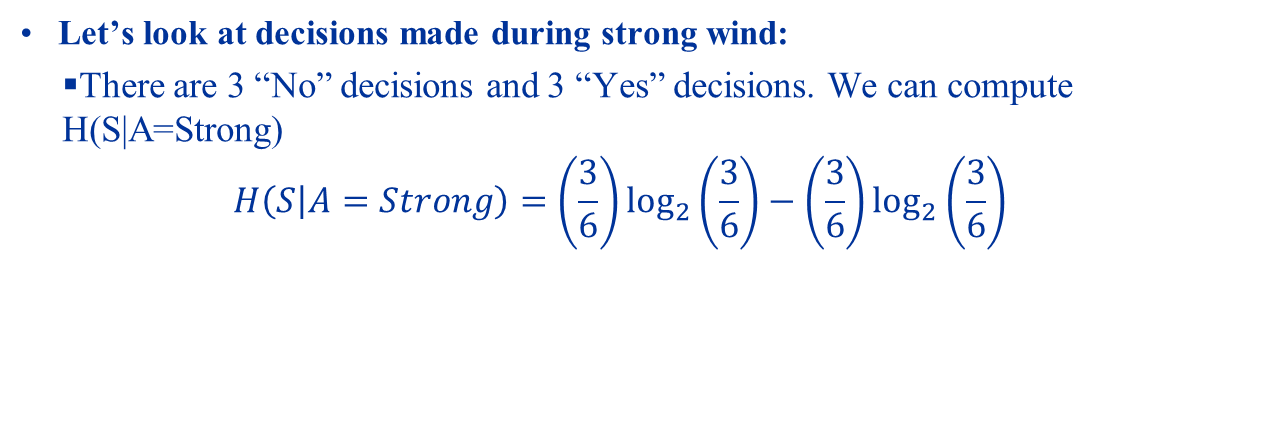 • Let’s look at decisions made during strong wind:
▪There are 3 “No” decisions and 3 “Yes” decisions. We can compute
H(S|A=Strong)
H(S|A = Strong) = (3/6) log₂ (3/6) − (3/6) log₂ (3/6)